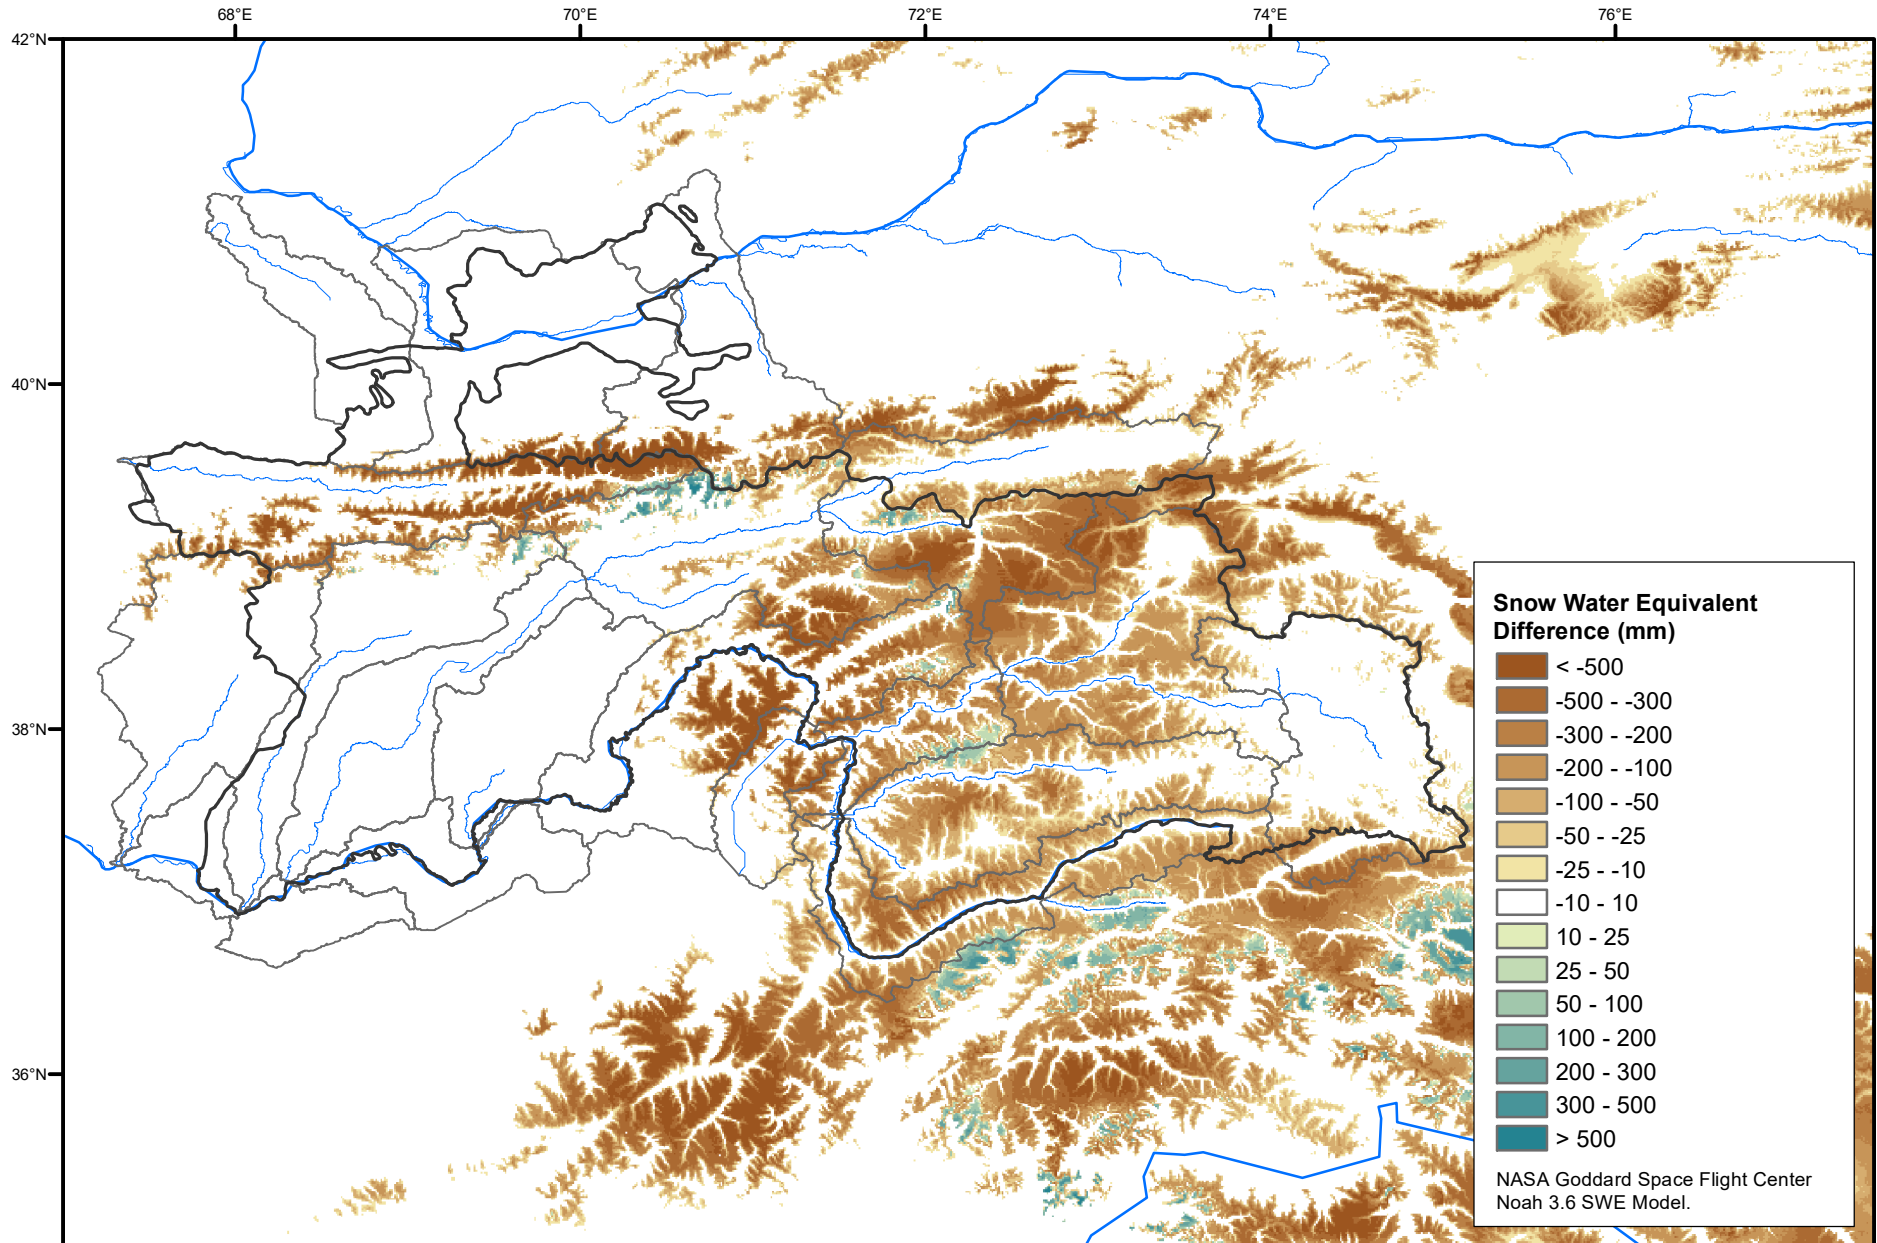 68°E
70°E
72°E
74°E
76°E
42°N
40°N
38°N
36°N
Snow Water Equivalent
Difference (mm)
< -500
-500 - -300
-300 - -200
-200 - -100
-100 - -50
-50 - -25
-25 - -10
-10 - 10
10 - 25
25 - 50
50 - 100
100 - 200
200 - 300
300 - 500
> 500
NASA Goddard Space Flight Center
Noah 3.6 SWE Model.